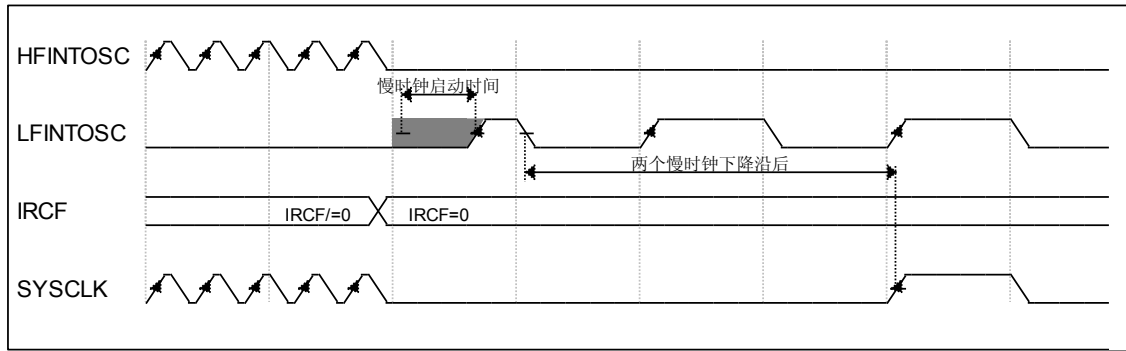 HFINTOSC
慢时钟启动时间
LFINTOSC
两个慢时钟下降沿后
IRCF
IRCF/=0
IRCF=0
SYSCLK